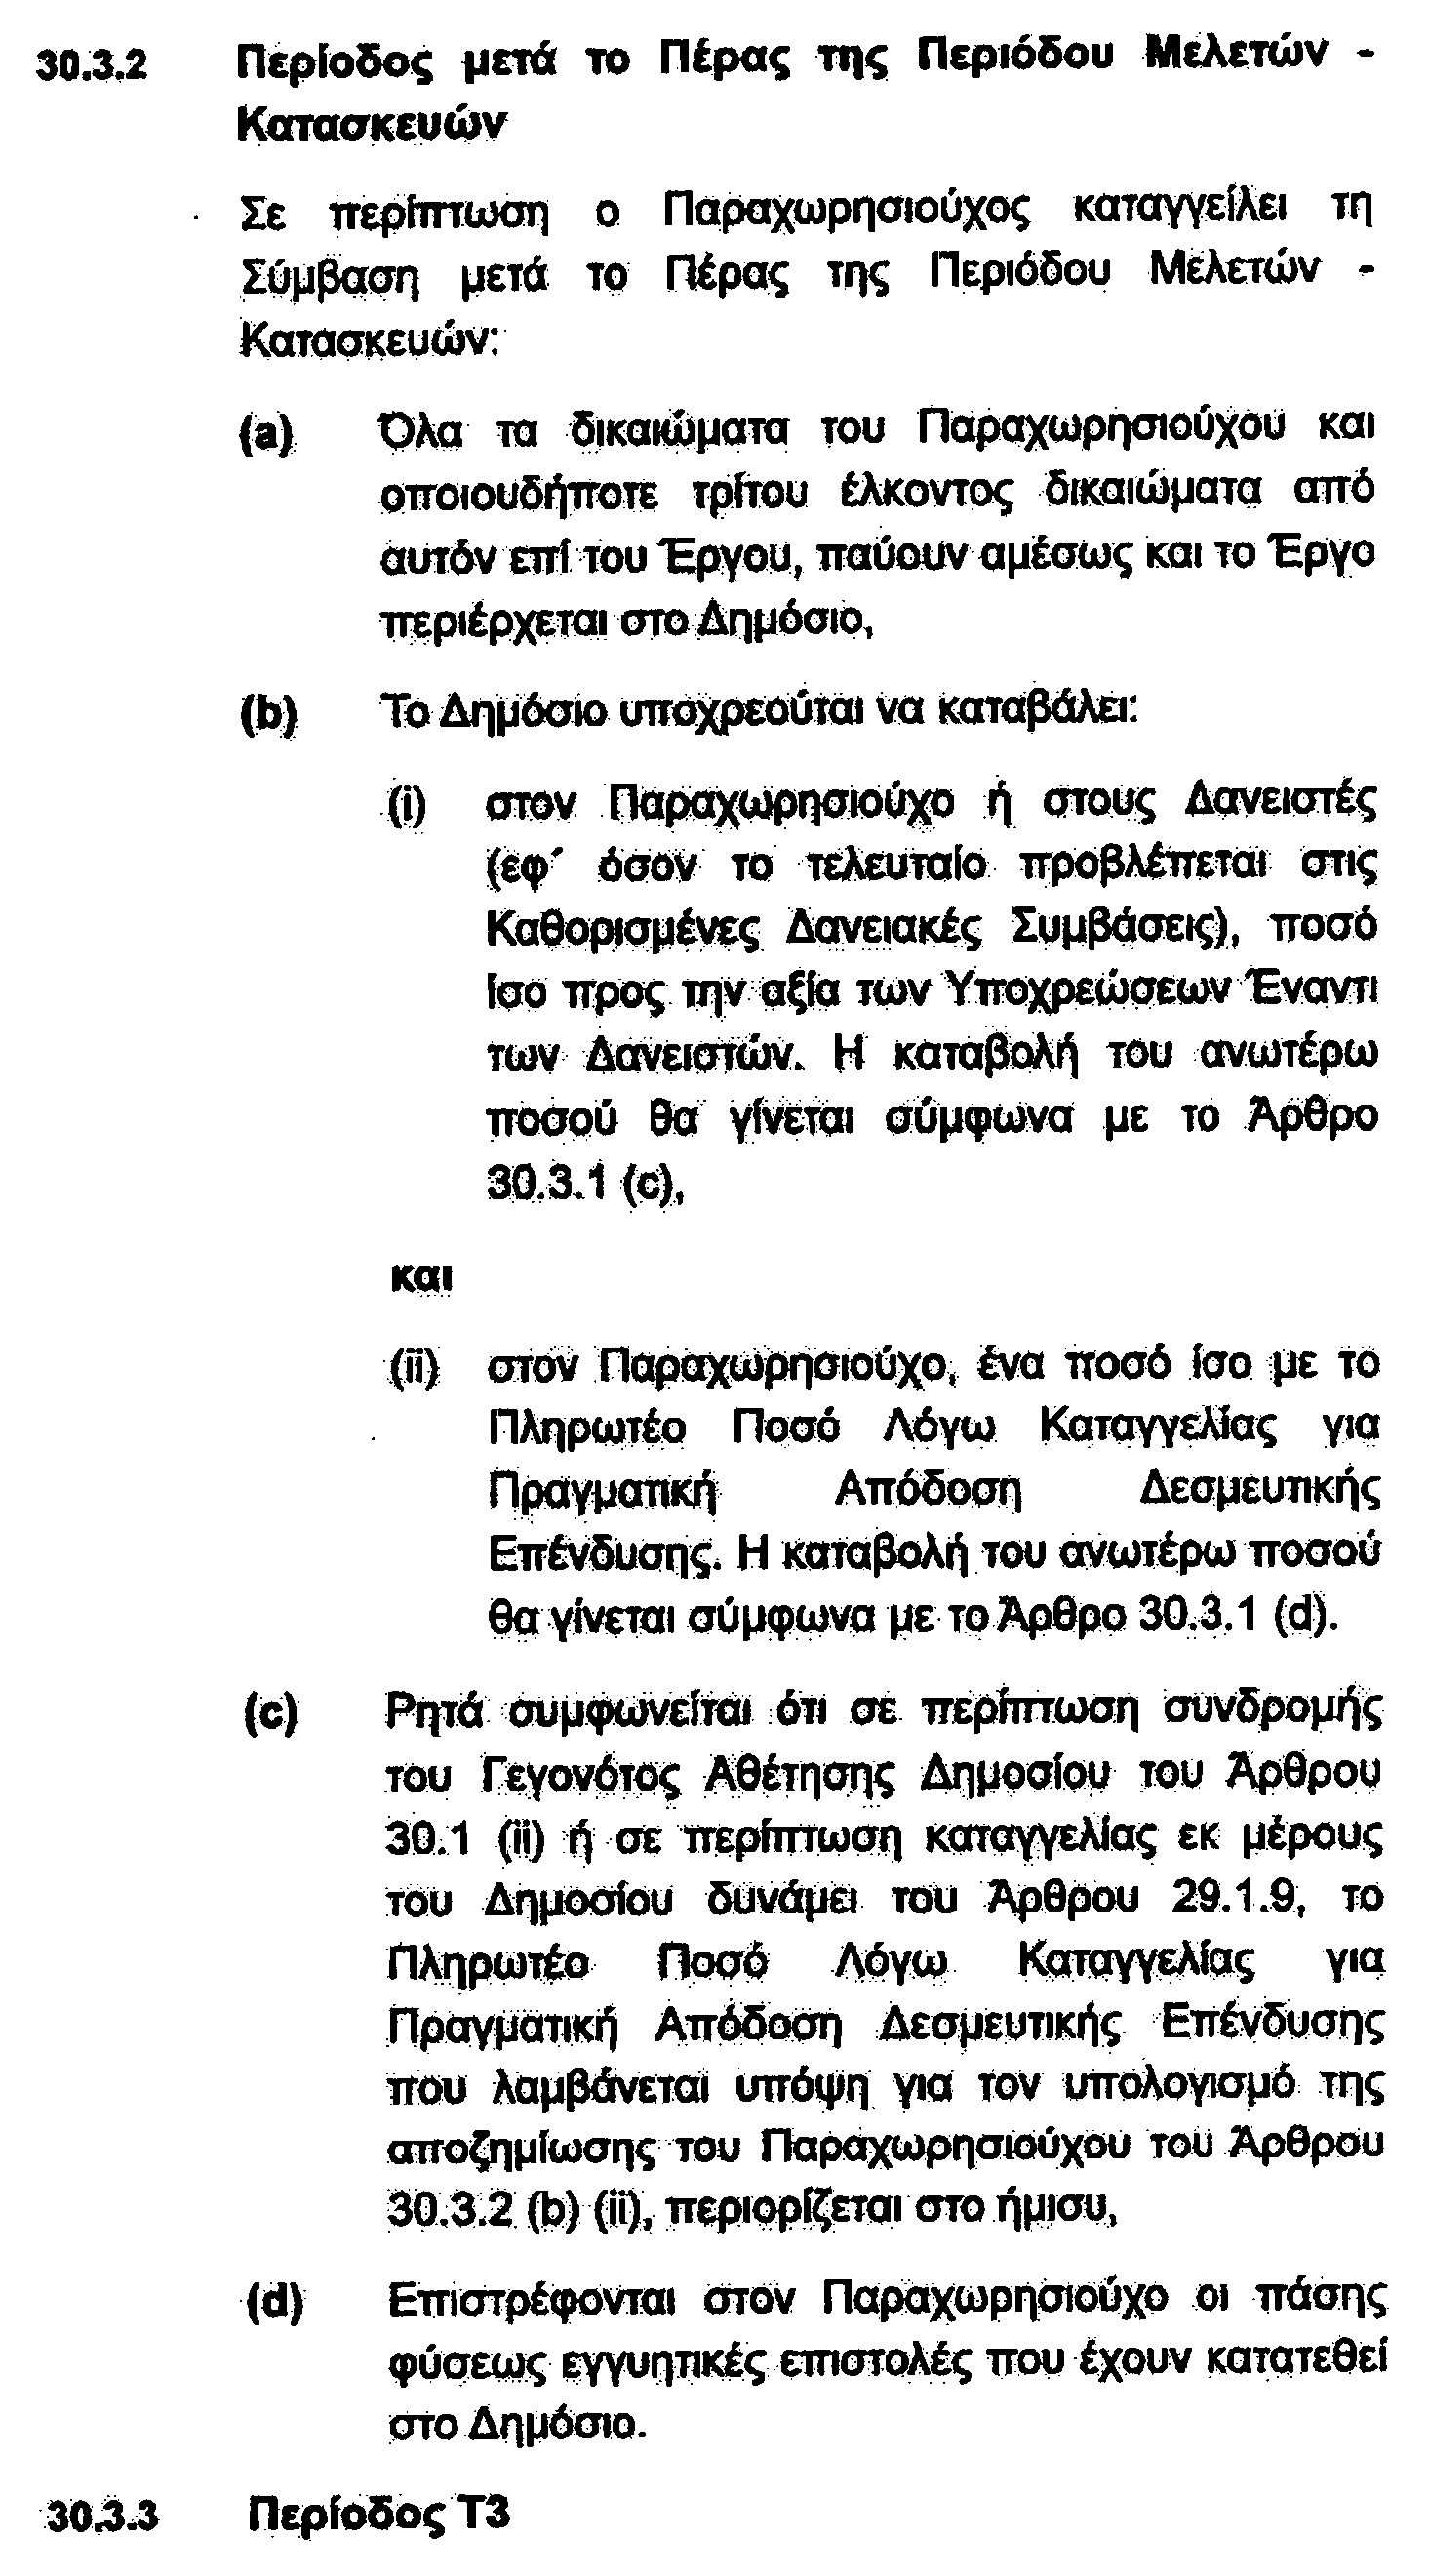 30.3.2 Περίοδος μετά το Πέρας της Περιόδου Μελετών -
Κατασκευών
Σε περίπτωση ο Παραχωρησιούχος καταγγείλει τη
Σύμβαση μετά το Πέρας της Περιόδου Μελετών -
Κατασκευών:
(a) Όλα τα δικαιώματα του Παραχωρησιούχου και
οποιουδήποτε τρίτου έλκοντος δικαιώματα από
αυτόν επί του Έργου, παύουν αμέσως και το Έργο
περιέρχεται στο Δημόσιο,
(b) Το Δημόσιο υποχρεούται να καταβάλει:
(i) στον Παραχωρησιούχο ή στους Δανειστές
(εφ΄ όσον το τελευταίο προβλέπεται στις
Καθορισμένες Δανειακές Συμβάσεις), ποσό
ίσο προς την αξία των Υποχρεώσεων Έναντι
των Δανειστών. Η καταβολή του ανωτέρω
ποσού θα γίνεται σύμφωνα με το Άρθρο
30.3.1 (c),
και
(ii) στον Παραχωρησιούχο, ένα ποσό ίσο με το
Πληρωτέο Ποσό Λόγω Καταγγελίας για
Πραγματική Απόδοση Δεσμευτικής
Επένδυσης. Η καταβολή του ανωτέρω ποσού
θα γίνεται σύμφωνα με το Άρθρο 30.3.1 (d).
(c) Ρητά συμφωνείται ότι σε περίπτωση συνδρομής
του Γεγονότος Αθέτησης Δημοσίου του Άρθρου
30.1 (ii) ή σε περίπτωση καταγγελίας εκ μέρους
του Δημοσίου δυνάμει του Άρθρου 29.1.9, το
Πληρωτέο Ποσό Λόγω Καταγγελίας για
Πραγματική Απόδοση Δεσμευτικής Επένδυσης
που λαμβάνεται υπόψη για τον υπολογισμό της
αποζημίωσης του Παραχωρησιούχου του Άρθρου
30.3.2 (b) (ii), περιορίζεται στο ήμισυ,
(d) Επιστρέφονται στον Παραχωρησιούχο οι πάσης
φύσεως εγγυητικές επιστολές που έχουν κατατεθεί
στο Δημόσιο.
30.3.3 Περίοδος Τ3